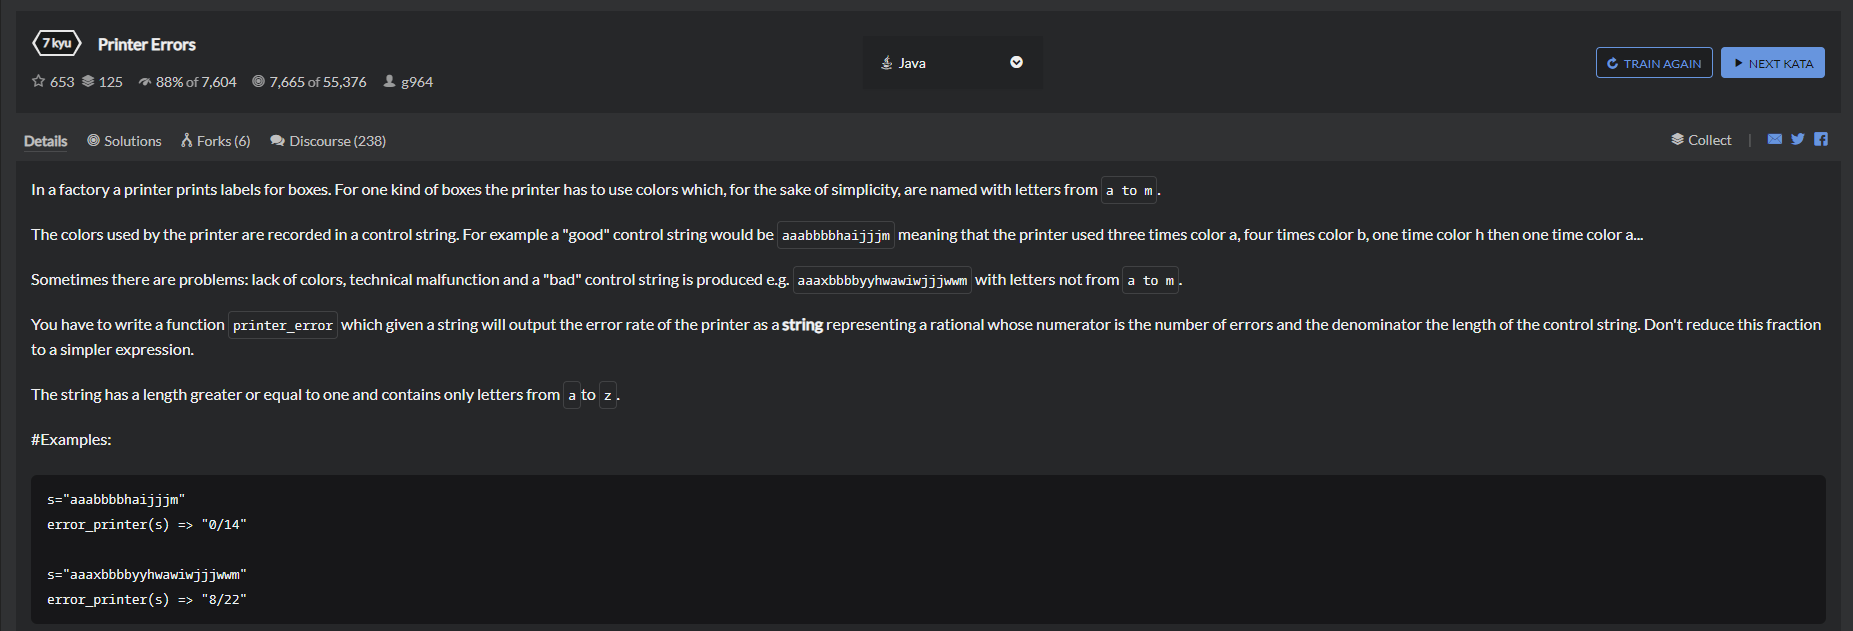 7 kyu
Printer Errors
653 125 88% of 7,604 7,665 of 55,376 g964
Java
TRAIN AGAIN
NEXT KATA
Details Solutions Forks (6) Discourse (238)
Collect |
In a factory a printer prints labels for boxes. For one kind of boxes the printer has to use colors which, for the sake of simplicity, are named with letters from a to m.
The colors used by the printer are recorded in a control string. For example a "good" control string would be aaabbbbhaijjjm meaning that the printer used three times color a, four times color b, one time color h then one time color a...
Sometimes there are problems: lack of colors, technical malfunction and a "bad" control string is produced e.g. aaaxbbbbyyhwawiwjjjwwm with letters not from a to m.
You have to write a function printer_error which given a string will output the error rate of the printer as a string representing a rational whose numerator is the number of errors and the denominator the length of the control string. Don't reduce this fraction
to a simpler expression.
The string has a length greater or equal to one and contains only letters from a to z.
#Examples:
s="aaabbbbhaijjjm"
error_printer(s) => "0/14"
s="aaaxbbbbyyhwawiwjjjwwm"
error_printer(s) => "8/22"